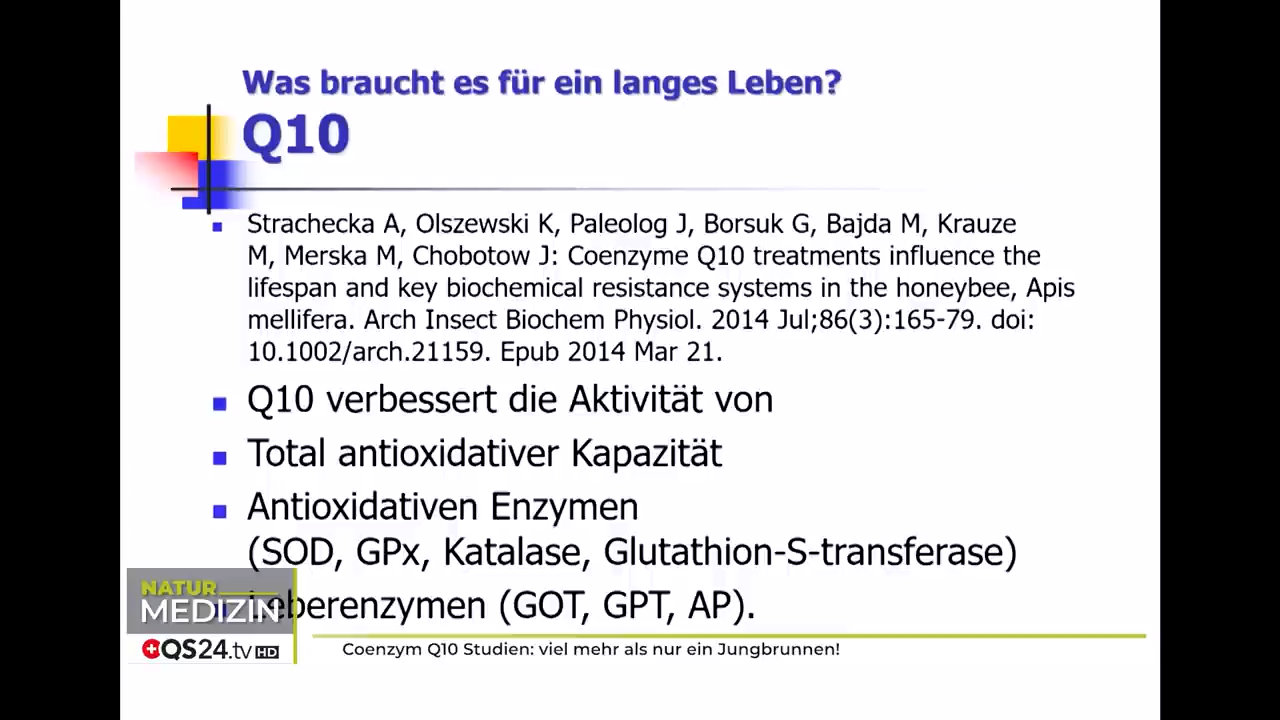 Was braucht es für ein langes Leben?
Q10
Strachecka A, Olszewski K, Paleolog J, Borsuk G, Bajda M, Krauze
M, Merska M, Chobotow J: Coenzyme Q10 treatments influence the
lifespan and key biochemical resistance systems in the honeybee, Apis
mellifera. Arch Insect Biochem Physiol. 2014 Jul;86(3):165-79. doi:
10.1002/arch.21159. Epub 2014 Mar 21.
Q10 verbessert die Aktivität von
Total antioxidativer Kapazität
Antioxidativen Enzymen
(SOD, GPx, Katalase, Glutathion-S-transferase)
Leberenzymen (GOT, GPT, AP).
NATUR
MEDIZIN
QS24.tv HD
Coenzym Q10 Studien: viel mehr als nur ein Jungbrunnen!